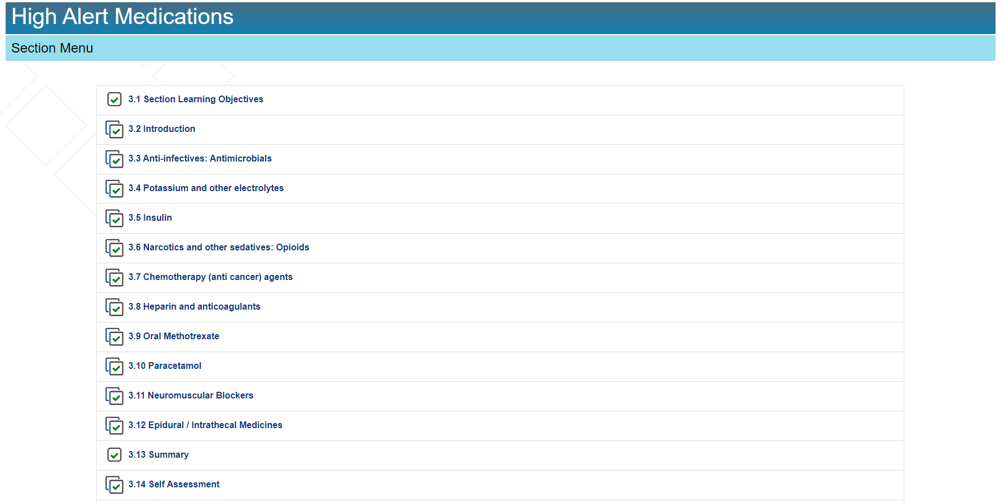 High Alert Medications
Section Menu
3.1 Section Learning Objectives
3.2 Introduction
3.3 Anti-infectives: Antimicrobials
3.4 Potassium and other electrolytes
3.5 Insulin
3.6 Narcotics and other sedatives: Opioids
3.7 Chemotherapy (anti cancer) agents
3.8 Heparin and anticoagulants
3.9 Oral Methotrexate
3.10 Paracetamol
3.11 Neuromuscular Blockers
3.12 Epidural / Intrathecal Medicines
3.13 Summary
3.14 Self Assessment